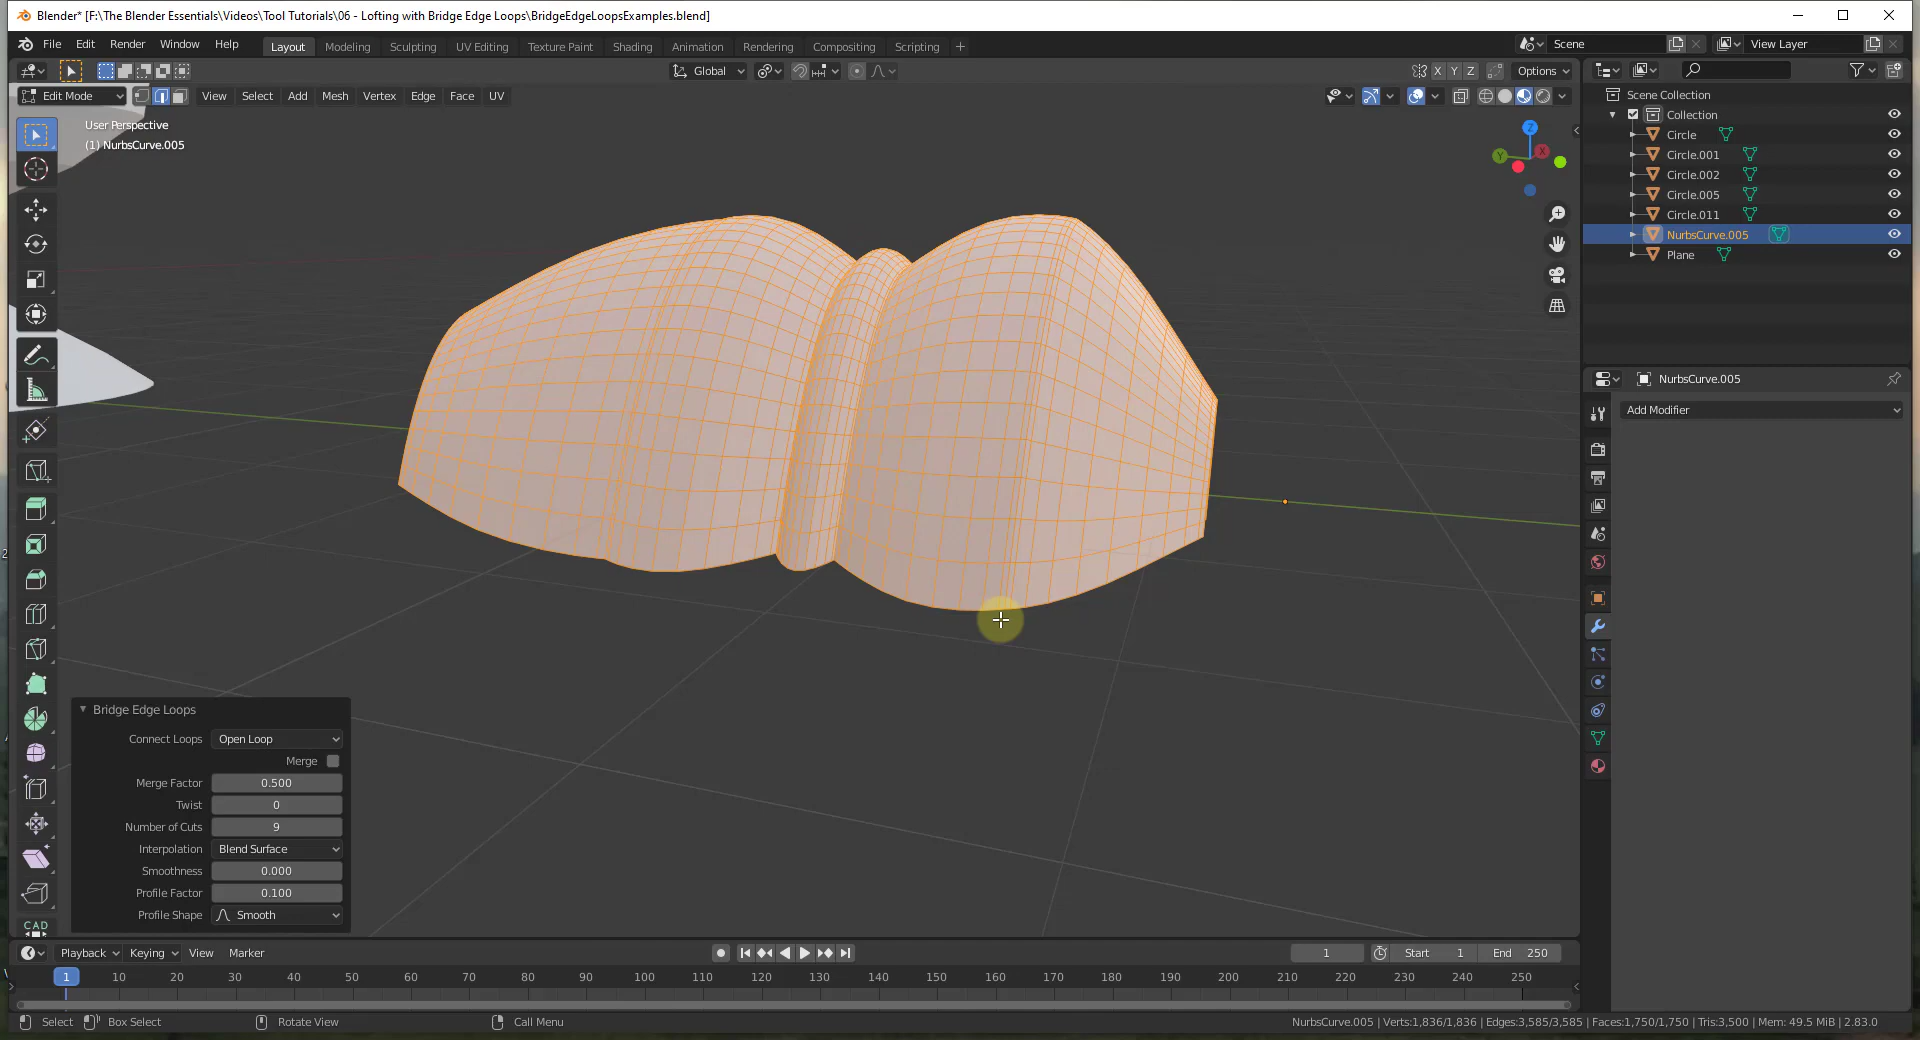 Blender* [F:\The Blender Essentials\Videos\Tool Tutorials\06 - Lofting with Bridge Edge Loops\BridgeEdgeLoopsExamples.blend]
File Edit Render Window Help Layout Modeling Sculpting UV Editing Texture Paint Shading Animation Rendering Compositing Scripting + Scene View Layer
Global X Y Z Options
Edit Mode View Select Add Mesh Vertex Edge Face UV
User Perspective
(1) NurbsCurve.005
Z
Y X
Scene Collection
Collection
Circle
Circle.001
Circle.002
Circle.005
Circle.011
NurbsCurve.005
Plane
NurbsCurve.005
Add Modifier
Bridge Edge Loops
Connect Loops Open Loop
Merge
Merge Factor 0.500
Twist 0
Number of Cuts 9
Interpolation Blend Surface
Smoothness 0.000
Profile Factor 0.100
Profile Shape Smooth
CAD
Playback Keying View Marker 1 Start 1 End 250
1 10 20 30 40 50 60 70 80 90 100 110 120 130 140 150 160 170 180 190 200 210 220 230 240 250
Select Box Select Rotate View Call Menu NurbsCurve.005 | Verts:1,836/1,836 | Edges:3,585/3,585 | Faces:1,750/1,750 | Tris:3,500 | Mem: 49.5 MiB | 2.83.0